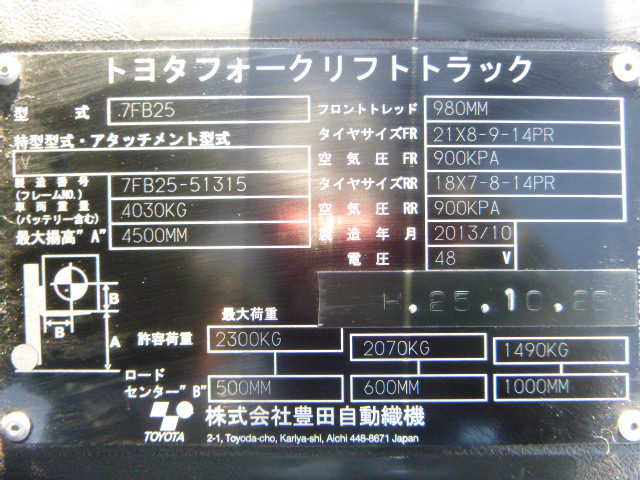 トヨタフォークリフトトラック
型式 7FB25
フロントトレッド 980MM
特型型式・アタッチメント型式
V
タイヤサイズFR 21X8-9-14PR
空気圧FR 900KPA
製造番号
(フレームNO.) 7FB25-51315
タイヤサイズRR 18X7-8-14PR
車両重量
(バッテリー含む) 4030KG
空気圧RR 900KPA
最大揚高"A" 4500MM
製造年月 2013/10
電圧 48 V
H.25.10.25
B
B
A
最大荷重
許容荷重 2300KG 2070KG 1490KG
ロード
センター"B" 500MM 600MM 1000MM
TOYOTA
株式会社豊田自動織機
2-1, Toyoda-cho, Kariya-shi, Aichi 448-8671 Japan